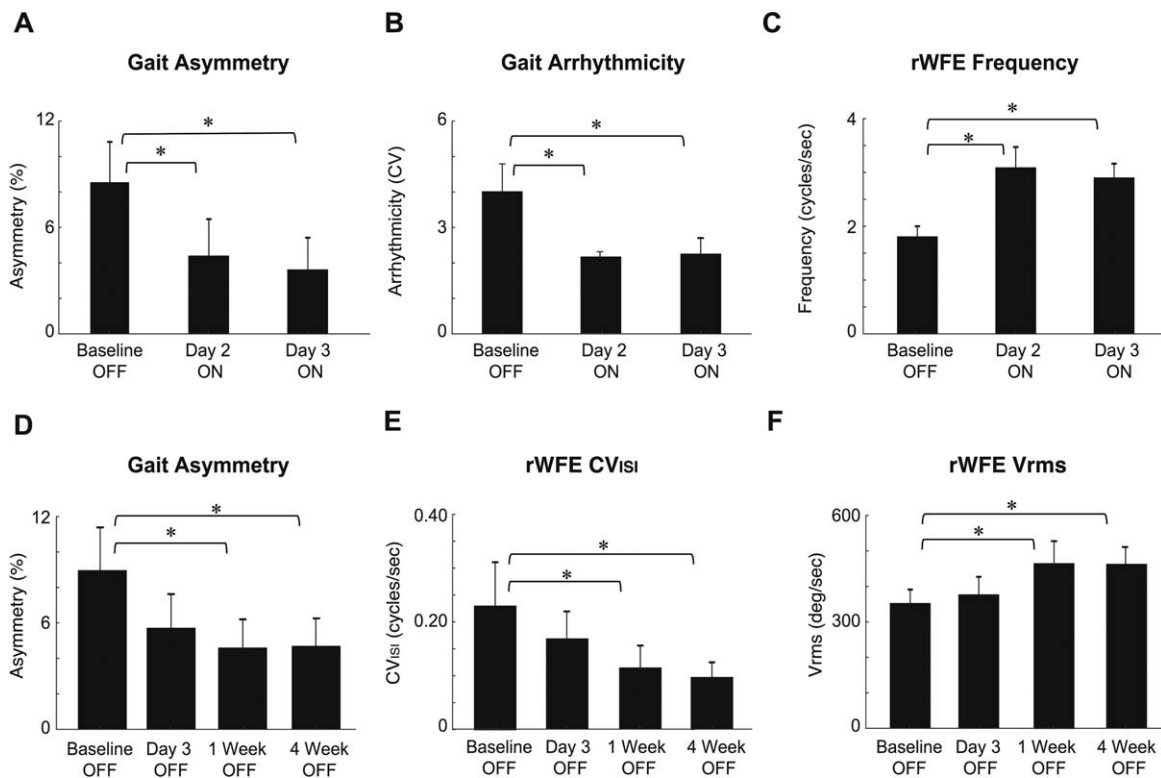 A
Gait Asymmetry
Asymmetry (%)
12
6
0
*
*
Baseline OFF
Day 2 ON
Day 3 ON
B
Gait Arrhythmicity
Arrhythmicity (CV)
6
4
2
0
*
*
Baseline OFF
Day 2 ON
Day 3 ON
C
rWFE Frequency
Frequency (cycles/sec)
4
2
0
*
*
Baseline OFF
Day 2 ON
Day 3 ON
D
Gait Asymmetry
Asymmetry (%)
12
6
0
*
*
Baseline OFF
Day 3 OFF
1 Week OFF
4 Week OFF
E
rWFE CVISI
CVISI (cycles/sec)
0.40
0.20
0
*
*
Baseline OFF
Day 3 OFF
1 Week OFF
4 Week OFF
F
rWFE Vrms
Vrms (deg/sec)
600
300
0
*
*
Baseline OFF
Day 3 OFF
1 Week OFF
4 Week OFF